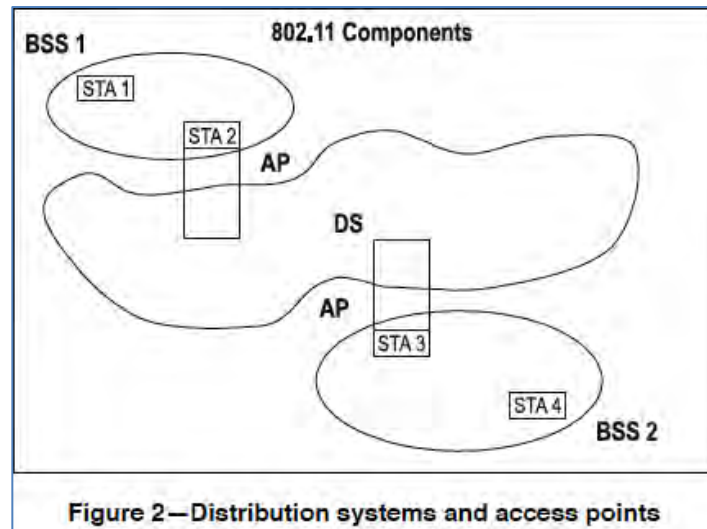 802.11 Components
BSS 1
STA 1
STA 2
AP
DS
AP
STA 3
STA 4
BSS 2
Figure 2—Distribution systems and access points